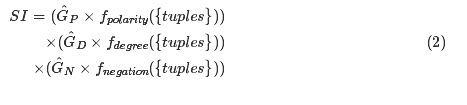 SI = (Ĝ_P × f_polarity({tuples}))
×(Ĝ_D × f_degree({tuples})) (2)
×(Ĝ_N × f_negation({tuples}))